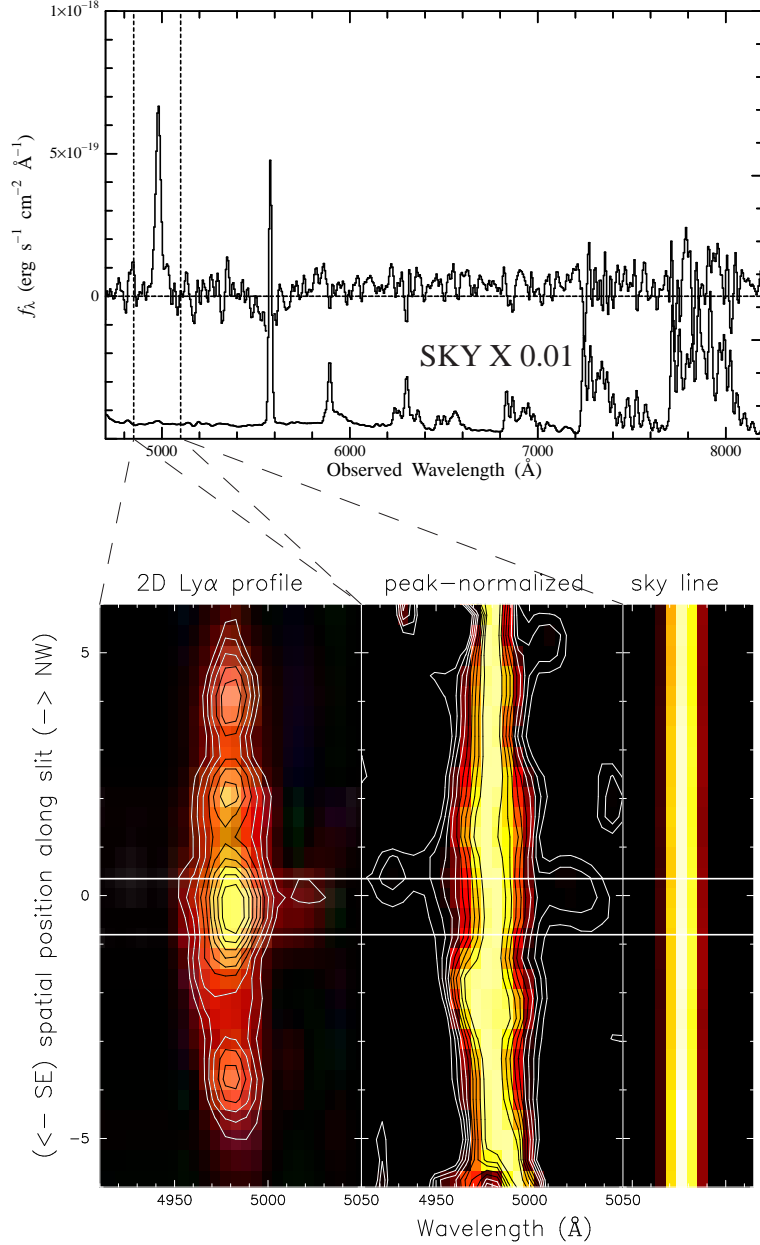 1×10⁻¹⁸
5×10⁻¹⁹
0
f_λ (erg s⁻¹ cm⁻² Å⁻¹)
SKY X 0.01
5000 6000 7000 8000
Observed Wavelength (Å)
2D Lyα profile peak-normalized sky line
(<- SE) spatial position along slit (-> NW)
5
0
-5
4950 5000 5050 4950 5000 5050
Wavelength (Å)